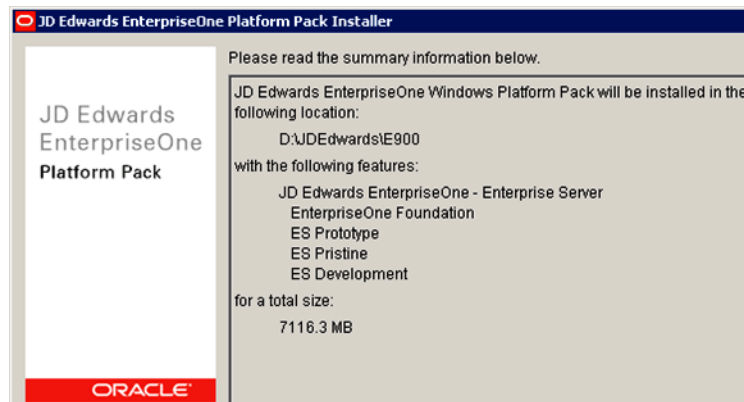 JD Edwards EnterpriseOne Platform Pack Installer
Please read the summary information below.
JD Edwards
EnterpriseOne
Platform Pack
ORACLE
JD Edwards EnterpriseOne Windows Platform Pack will be installed in the
following location:
D:\JDEdwards\E900
with the following features:
JD Edwards EnterpriseOne - Enterprise Server
EnterpriseOne Foundation
ES Prototype
ES Pristine
ES Development
for a total size:
7116.3 MB